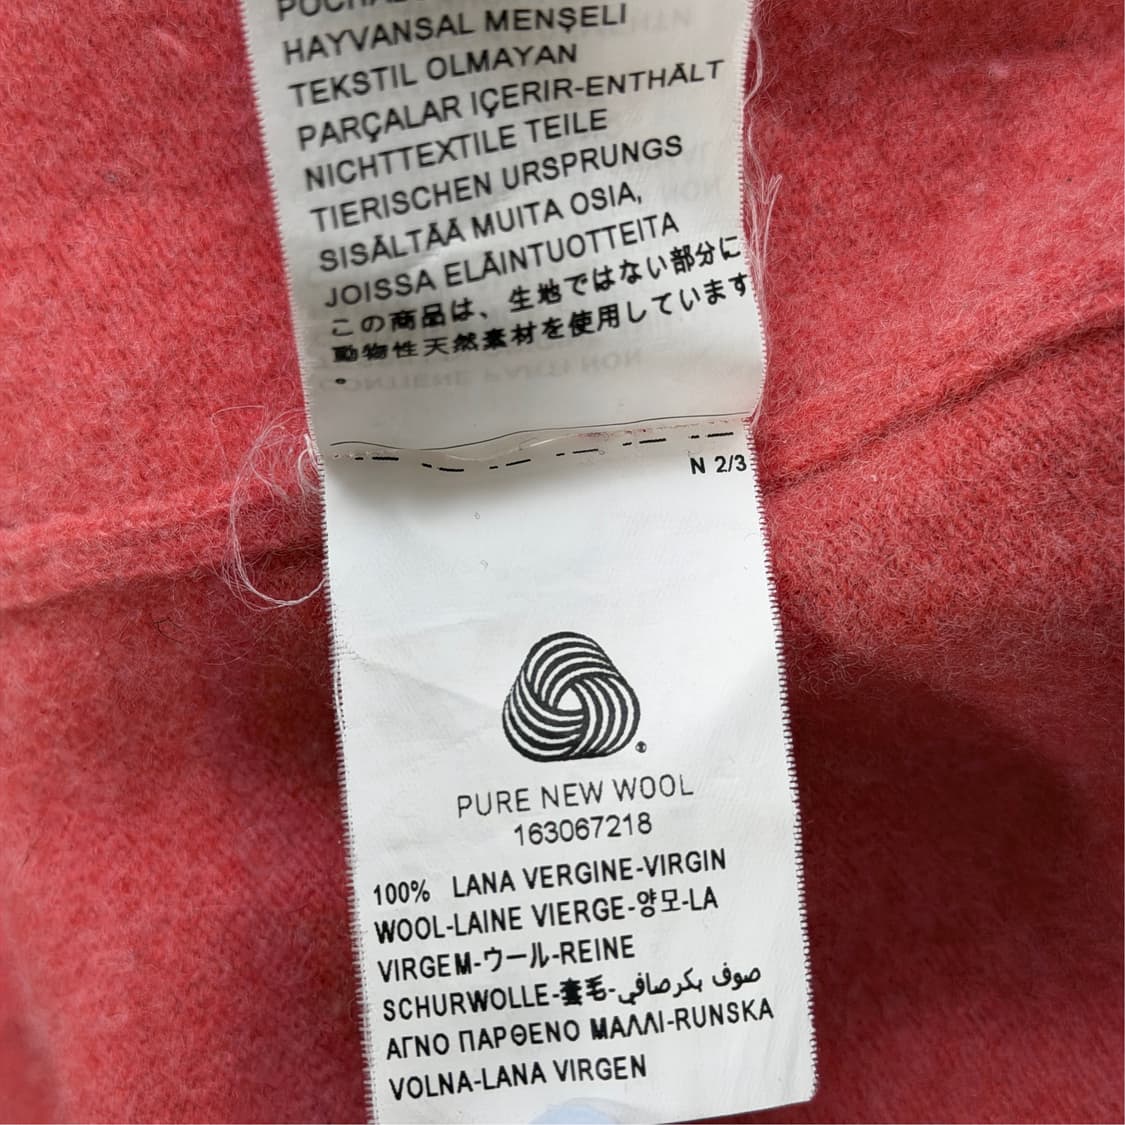 HAYVANSAL MENŞELİ
TEKSTIL OLMAYAN
PARÇALAR IÇERIR-ENTHÄLT
NICHTTEXTILE TEILE
TIERISCHEN URSPRUNGS
SISÄLTÄÄ MUITA OSIA,
JOISSA ELÄINTUOTTEITA
この商品は、生地ではない部分に
動物性天然素材を使用しています
。
N 2/3
PURE NEW WOOL
163067218
100% LANA VERGINE-VIRGIN
WOOL-LAINE VIERGE-양모-LA
VIRGEM-ウール-REINE
SCHURWOLLE-套毛-صوف بكرصافي
ΑΓΝΟ ΠΑΡΘΕΝΟ ΜΑΛΛΙ-RUNSKA
VOLNA-LANA VIRGEN